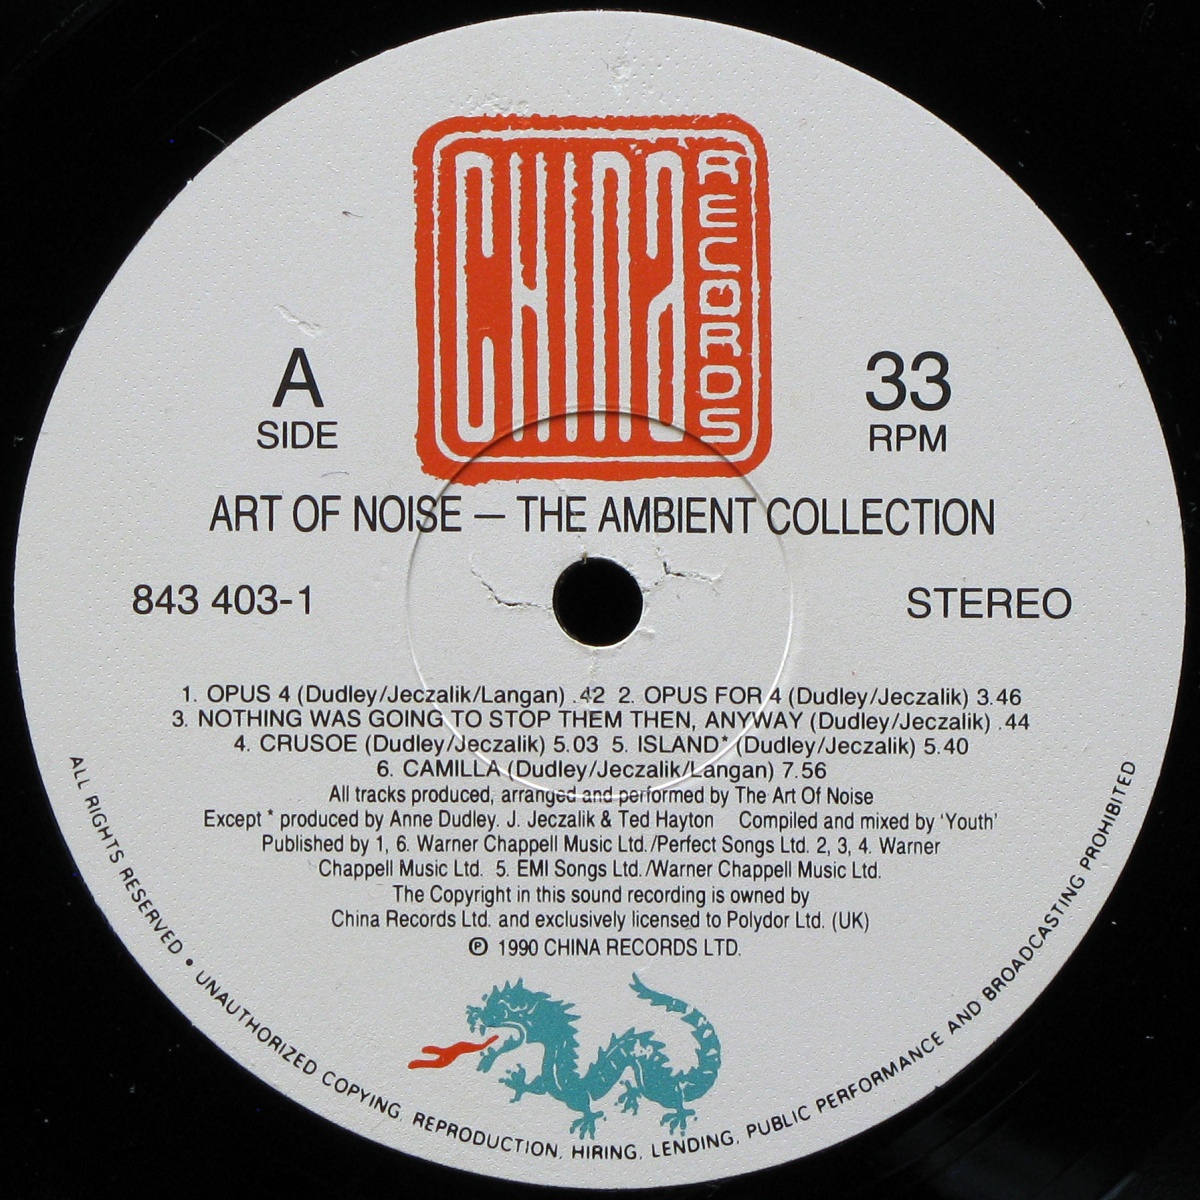 CHINA RECORDS
A
SIDE
33
RPM
ART OF NOISE – THE AMBIENT COLLECTION
843 403-1
STEREO
1. OPUS 4 (Dudley/Jeczalik/Langan) .42 2. OPUS FOR 4 (Dudley/Jeczalik) 3.46
3. NOTHING WAS GOING TO STOP THEM THEN, ANYWAY (Dudley/Jeczalik) .44
4. CRUSOE (Dudley/Jeczalik) 5.03 5. ISLAND* (Dudley/Jeczalik) 5.40
6. CAMILLA (Dudley/Jeczalik/Langan) 7.56
All tracks produced, arranged and performed by The Art Of Noise
Except * produced by Anne Dudley. J. Jeczalik & Ted Hayton Compiled and mixed by ‘Youth’
Published by 1, 6. Warner Chappell Music Ltd./Perfect Songs Ltd. 2, 3, 4. Warner
Chappell Music Ltd. 5. EMI Songs Ltd./Warner Chappell Music Ltd.
The Copyright in this sound recording is owned by
China Records Ltd. and exclusively licensed to Polydor Ltd. (UK)
℗ 1990 CHINA RECORDS LTD.
ALL RIGHTS RESERVED • UNAUTHORIZED COPYING, REPRODUCTION, HIRING, LENDING, PUBLIC PERFORMANCE AND BROADCASTING PROHIBITED